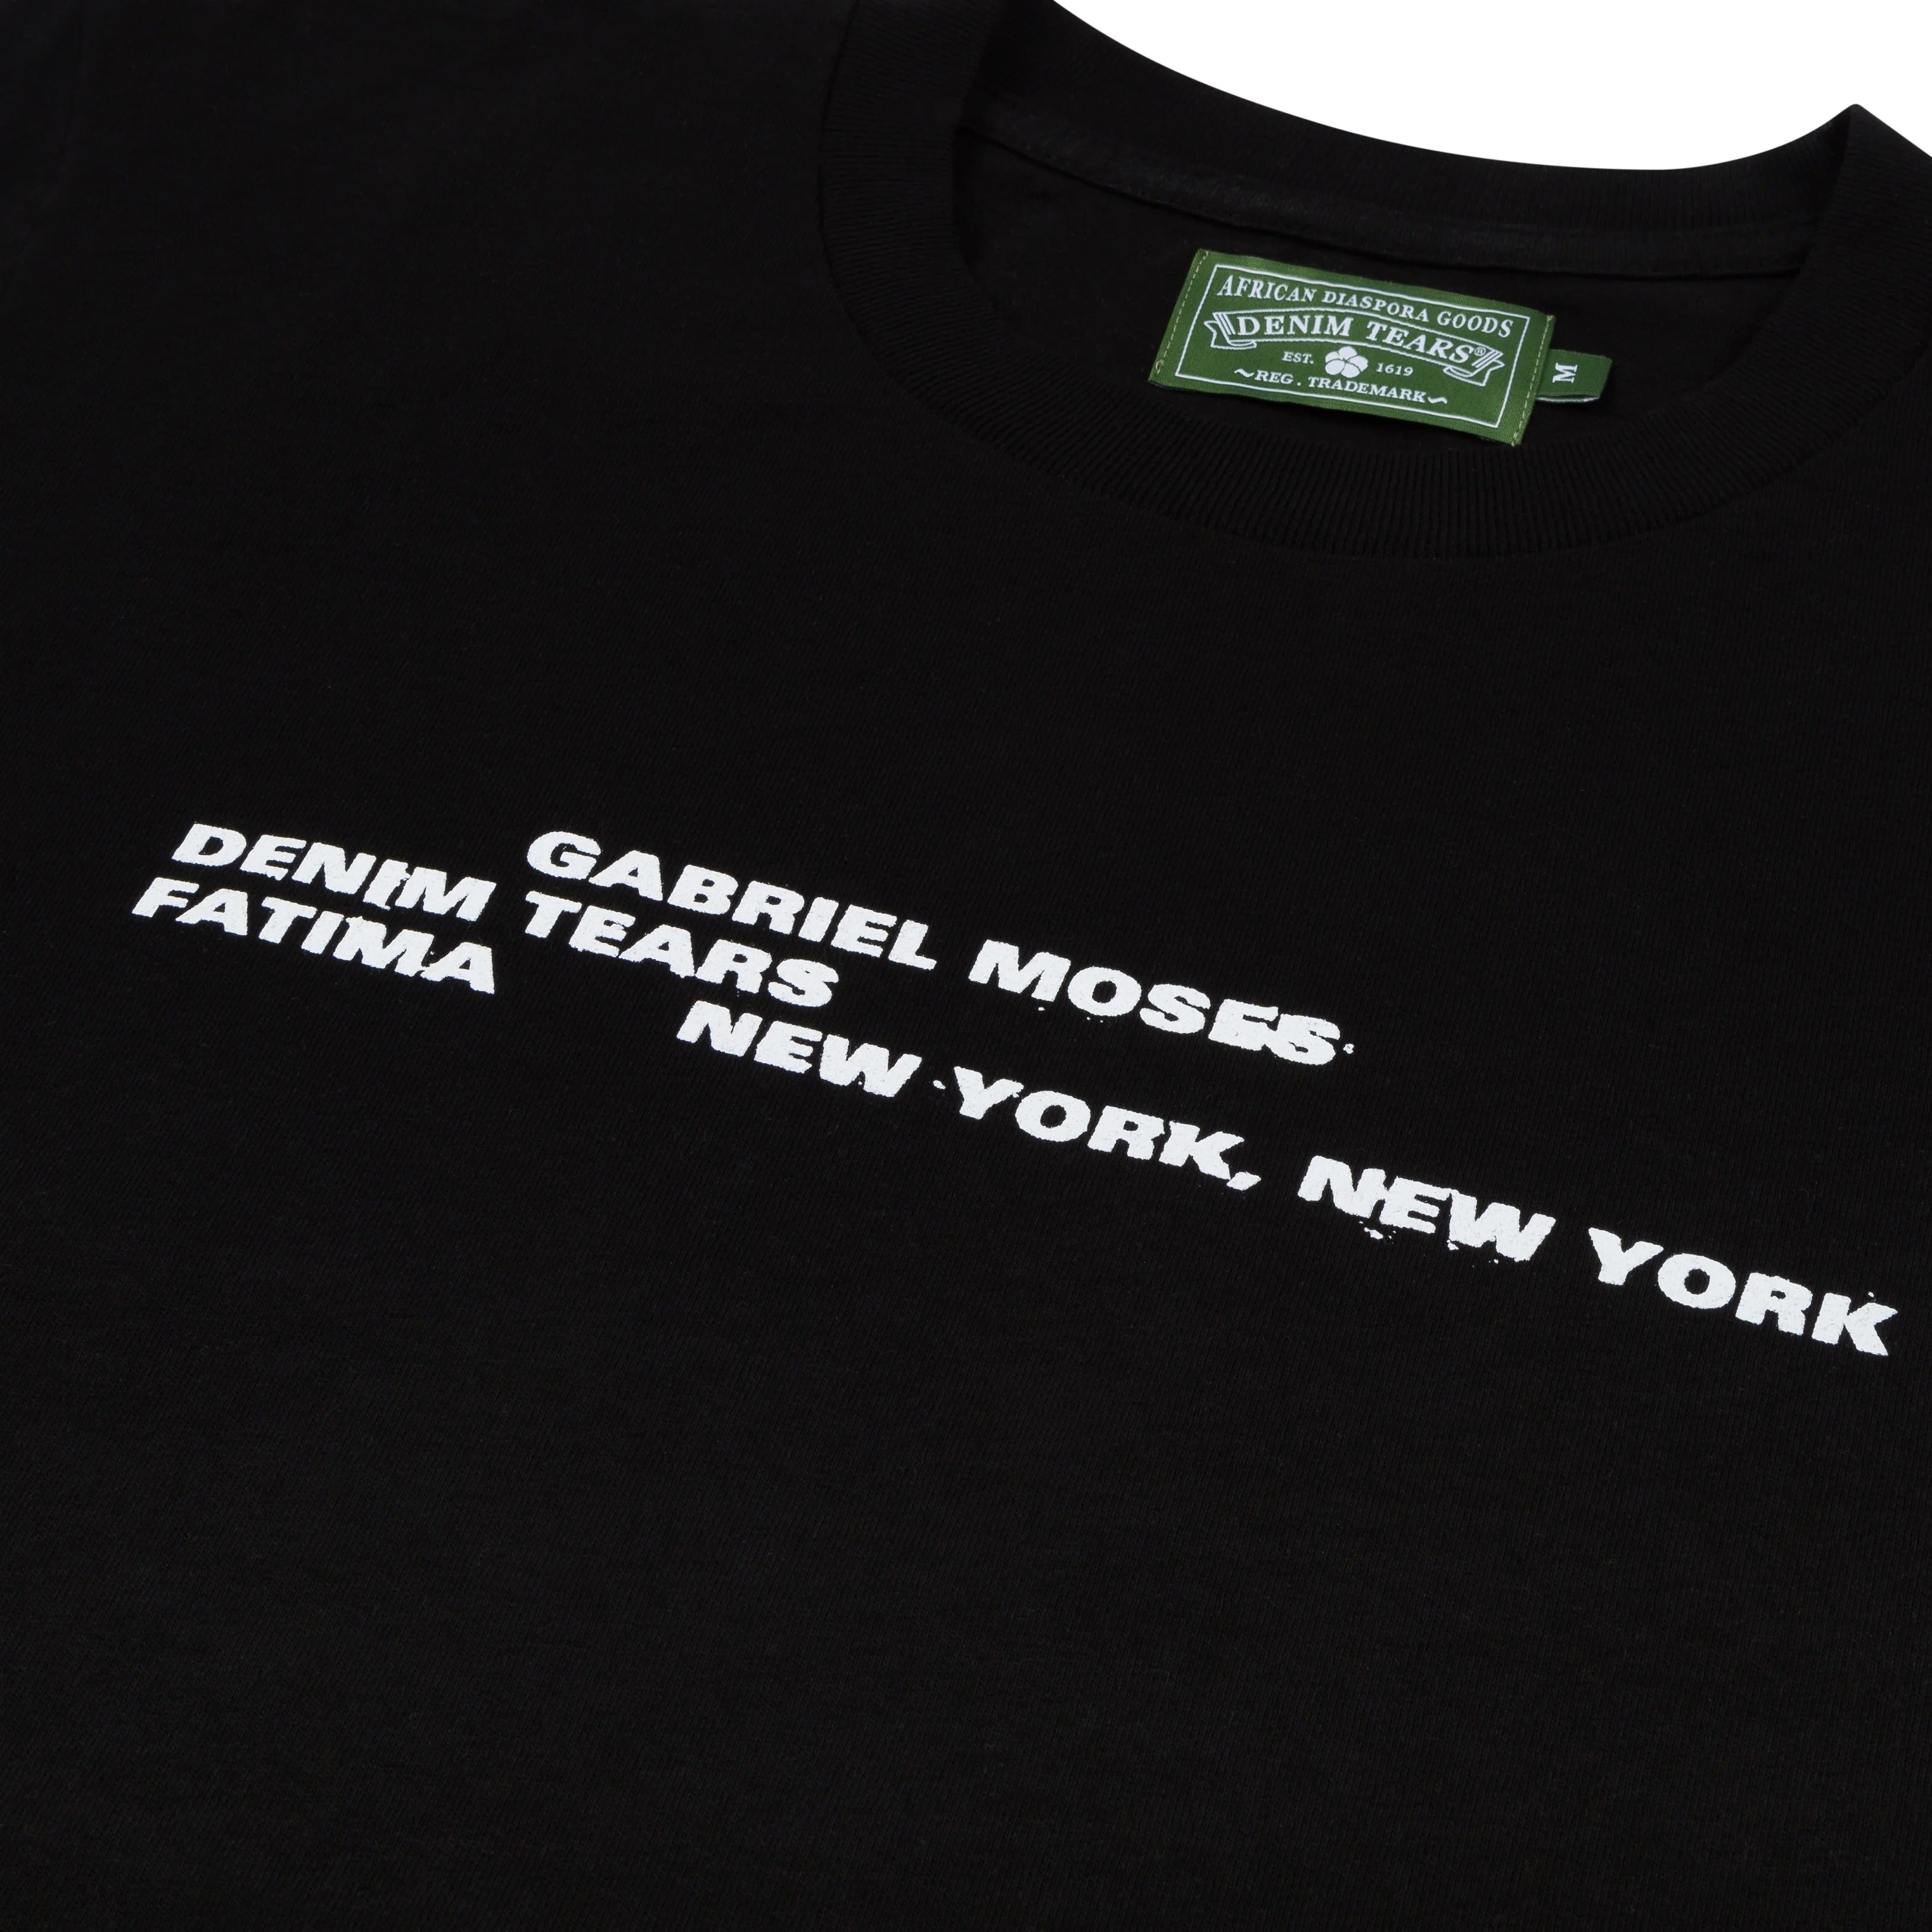 AFRICAN DIASPORA GOODS
DENIM TEARS®
EST. 1619
~REG. TRADEMARK~
M
GABRIEL MOSES
DENIM TEARS
FATIMA
NEW YORK, NEW YORK